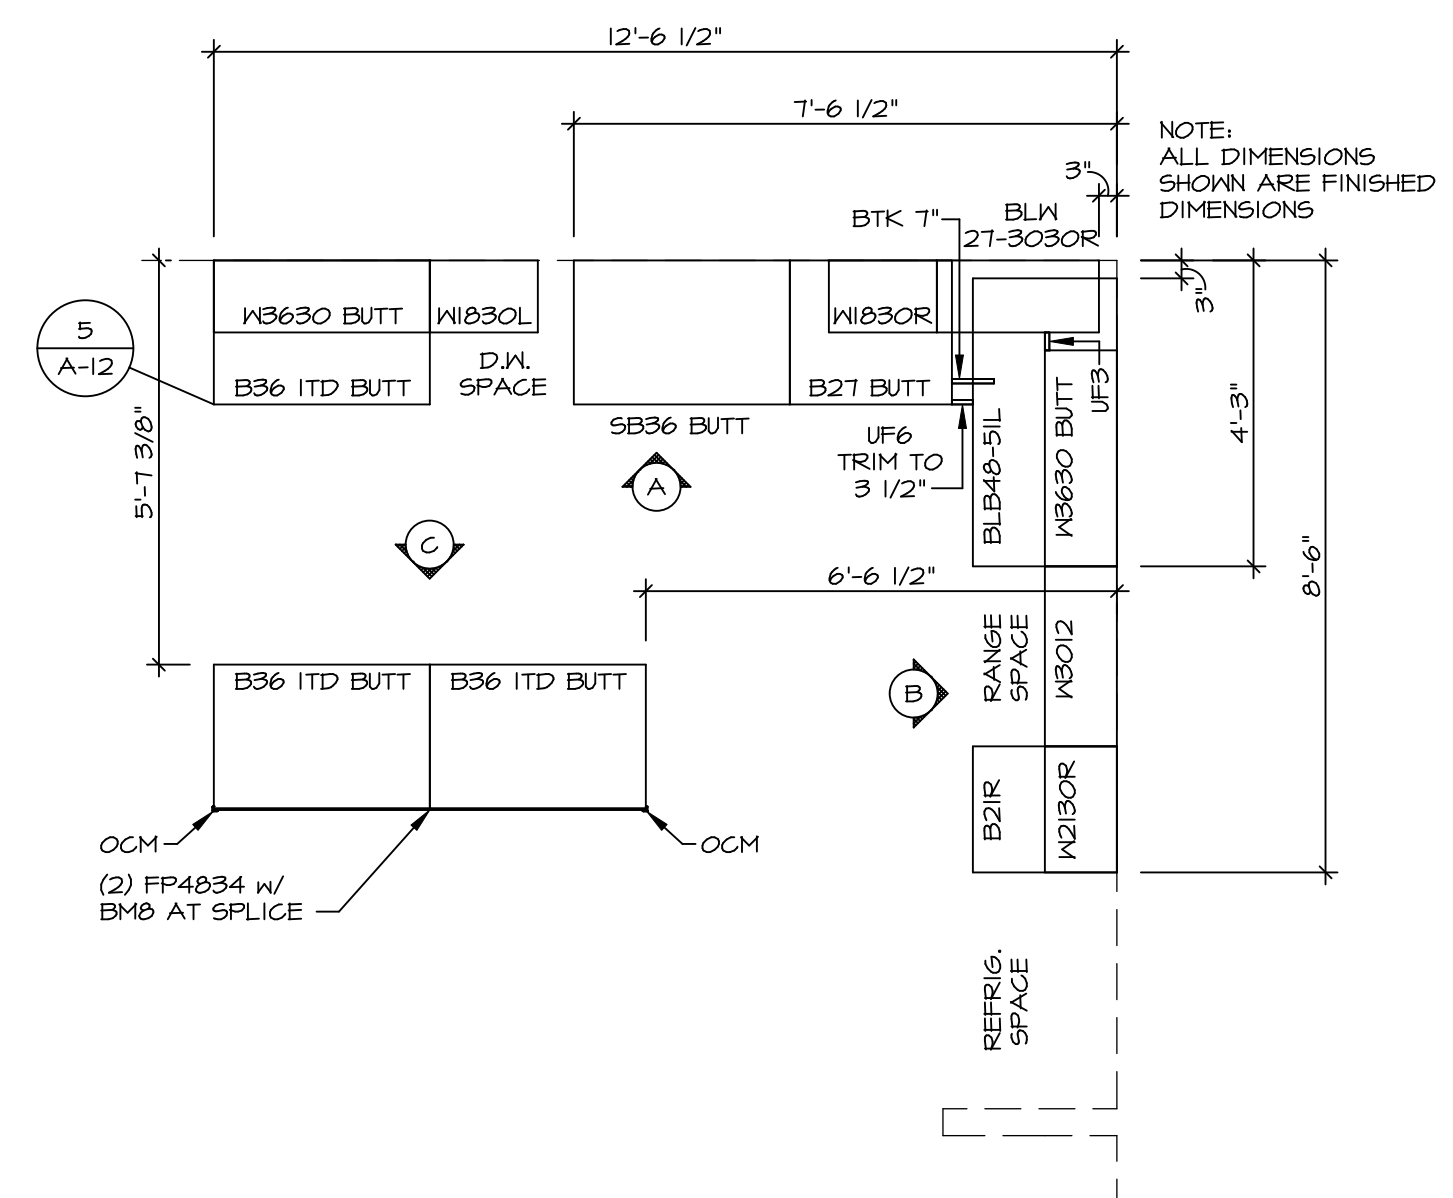 12'-6 1/2"
7'-6 1/2"
NOTE:
ALL DIMENSIONS
SHOWN ARE FINISHED
DIMENSIONS
3"
BTK 7"
BLW
27-3030R
3"
W3630 BUTT
W1830L
W1830R
5
A-12
D.W.
SPACE
B36 1TD BUTT
B27 BUTT
UF3
SB36 BUTT
UF6
TRIM TO
3 1/2"
BLB48-51L
W3630 BUTT
4'-3"
5'-7 3/8"
A
C
6'-6 1/2"
8'-6"
RANGE
SPACE
W3012
B36 1TD BUTT
B36 1TD BUTT
B
B21R
W2130R
OCM
OCM
(2) FP4834 W/
BM8 AT SPLICE
REFRIG.
SPACE